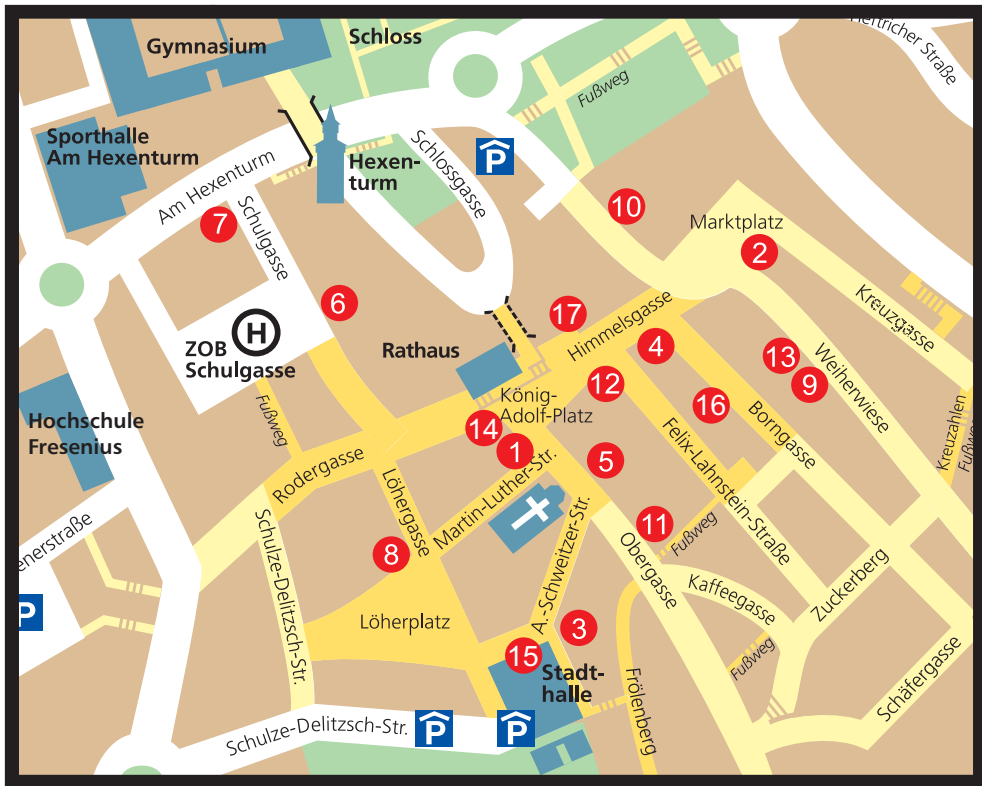 Gymnasium
Schloss
Heftricher Straße
Fußweg
Sporthalle
Am Hexenturm
Hexen-
turm
P
Am Hexenturm
Schlossgasse
Schulgasse
7
10
Marktplatz
2
6
H
ZOB
Schulgasse
17
Himmelsgasse
4
Kreuzgasse
Rathaus
13
9
Weiherwiese
12
König-
Adolf-Platz
16
Borngasse
Hochschule
Fresenius
Fußweg
14
1
5
Felix-Lahnstein-Straße
Kreuzahlen
Rodergasse
Löhergasse
Martin-Luther-Str.
11
Fußweg
enerstraße
Schulze-Delitzsch-Str.
8
A.-Schweitzer-Str.
Obergasse
Kaffeegasse
Zuckerberg
P
Löherplatz
3
15
Stadt-
halle
Frölenberg
Fußweg
Schäfergasse
Schulze-Delitzsch-Str.
P
P